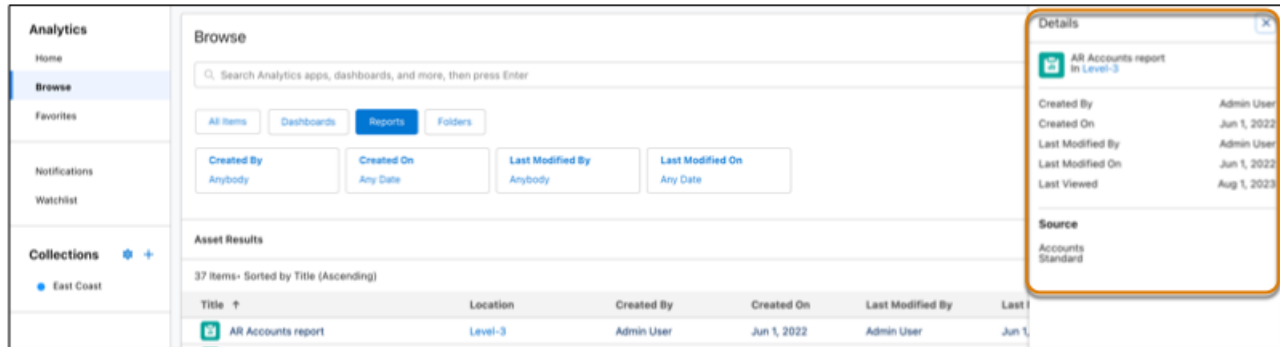 Analytics
Home
Browse
Favorites
Notifications
Watchlist
Collections
East Coast
Browse
Search Analytics apps, dashboards, and more, then press Enter
All Items Dashboards Reports Folders
Created By Created On Last Modified By Last Modified On
Anybody Any Date Anybody Any Date
Asset Results
37 Items• Sorted by Title (Ascending)
Title ↑ Location Created By Created On Last Modified By Last
AR Accounts report Level-3 Admin User Jun 1, 2022 Admin User Jun 1,
Details
AR Accounts report
In Level-3
Created By Admin User
Created On Jun 1, 2022
Last Modified By Admin User
Last Modified On Jun 1, 2022
Last Viewed Aug 1, 2023
Source
Accounts
Standard